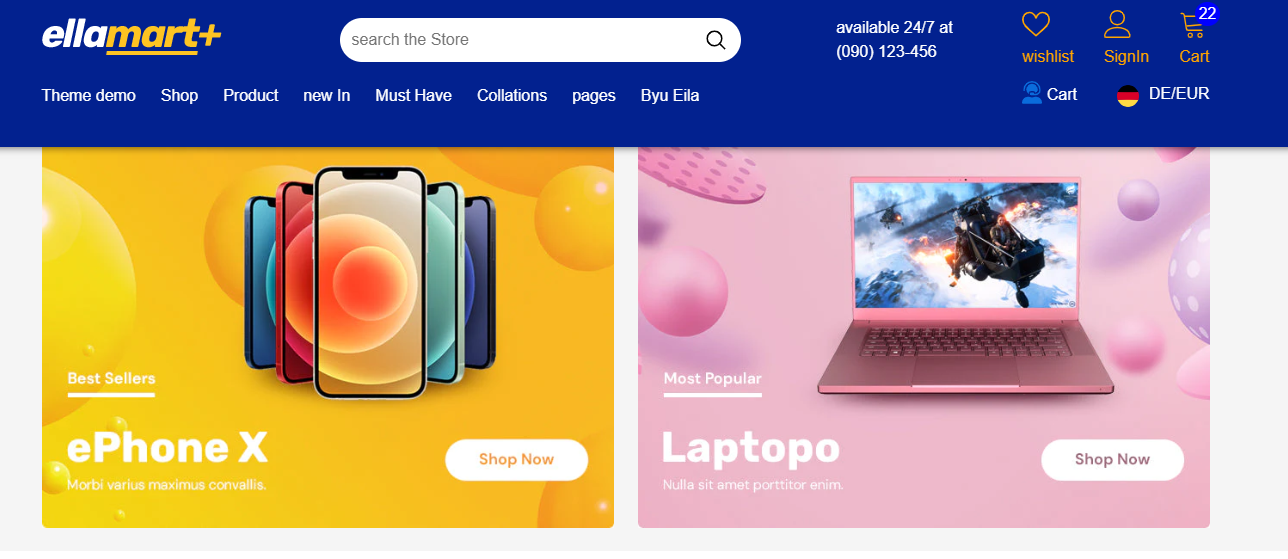 ellamart+
search the Store
available 24/7 at
(090) 123-456
wishlist
SignIn
22
Cart
Theme demo Shop Product new In Must Have Collations pages Byu Eila
Cart
DE/EUR
Best Sellers
ePhone X
Morbi varius maximus convallis.
Shop Now
Most Popular
Laptopo
Nulla sit amet porttitor enim.
Shop Now